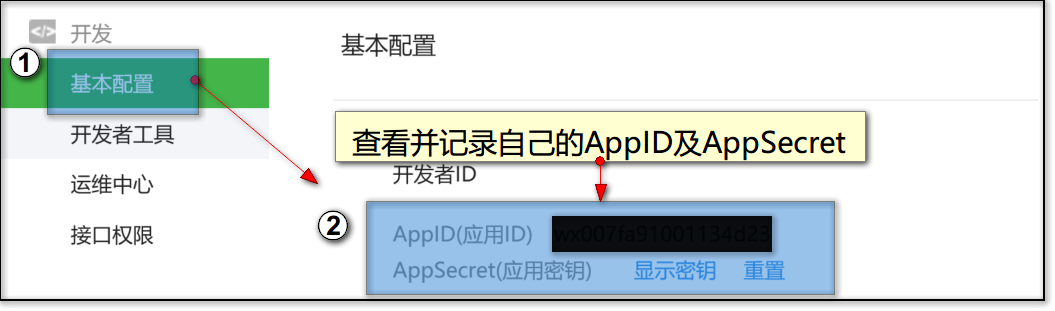 开发
① 基本配置
开发者工具
运维中心
接口权限
基本配置
查看并记录自己的AppID及AppSecret
开发者ID
② AppID(应用ID)
AppSecret(应用密钥) 显示密钥 重置